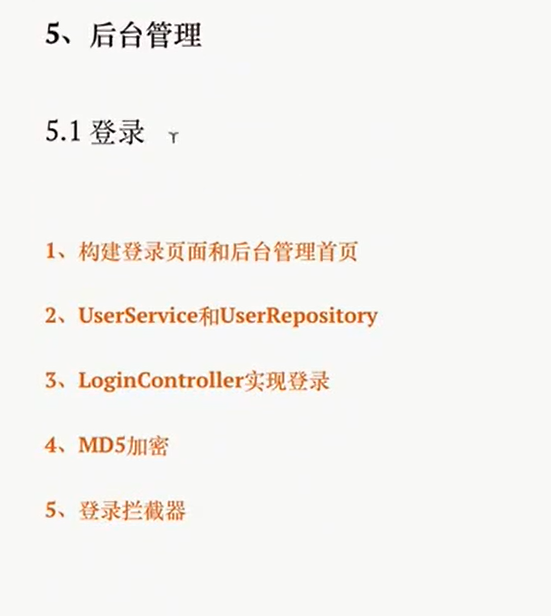 5、后台管理
5.1 登录
1、构建登录页面和后台管理首页
2、UserService和UserRepository
3、LoginController实现登录
4、MD5加密
5、登录拦截器